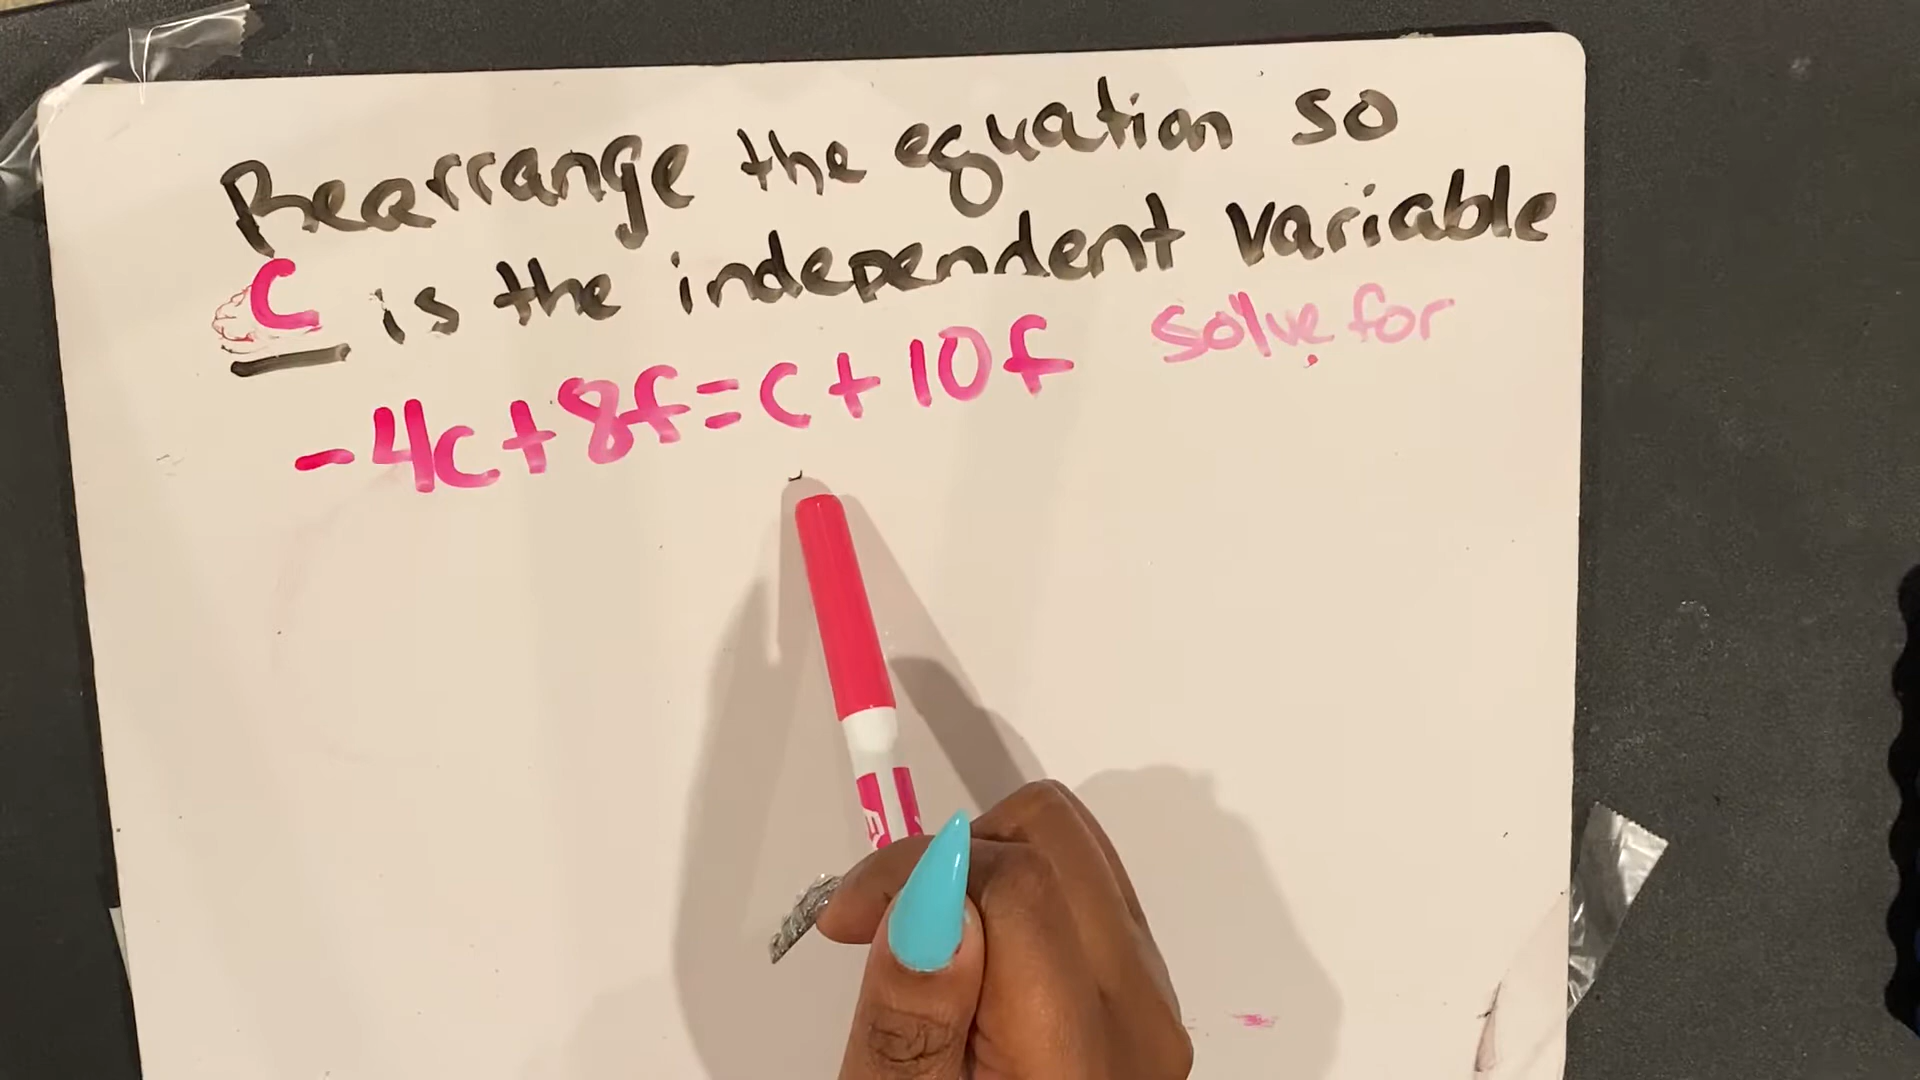 Rearrange the equation so
c is the independent variable
solve for
-4c+8f=c+10f